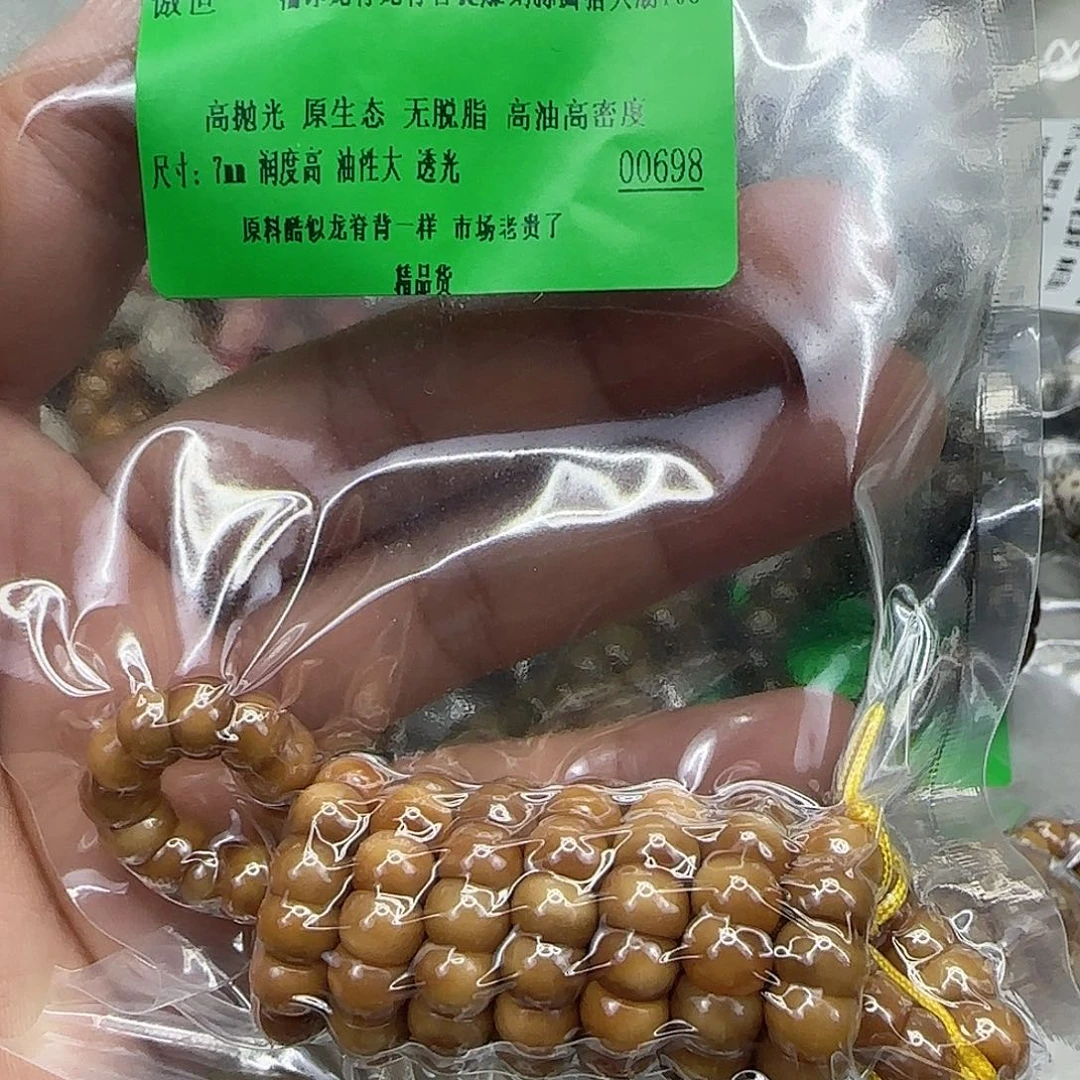 傲世
高抛光 原生态 无脱脂 高油高密度
尺寸：7mm 润度高 油性大 透光
00698
原料酷似龙脊背一样 市场老贵了
精品货